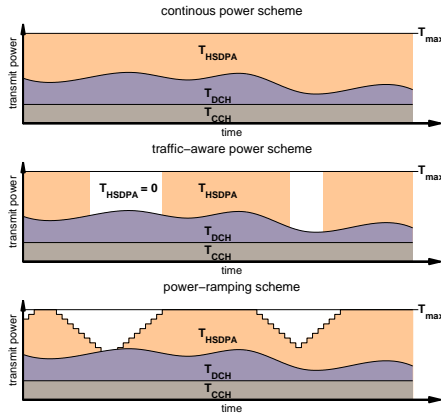 continous power scheme
T_max
transmit power
T_HSDPA
T_DCH
T_CCH
time
traffic−aware power scheme
T_max
transmit power
T_HSDPA = 0
T_HSDPA
T_DCH
T_CCH
time
power−ramping scheme
T_max
transmit power
T_HSDPA
T_DCH
T_CCH
time